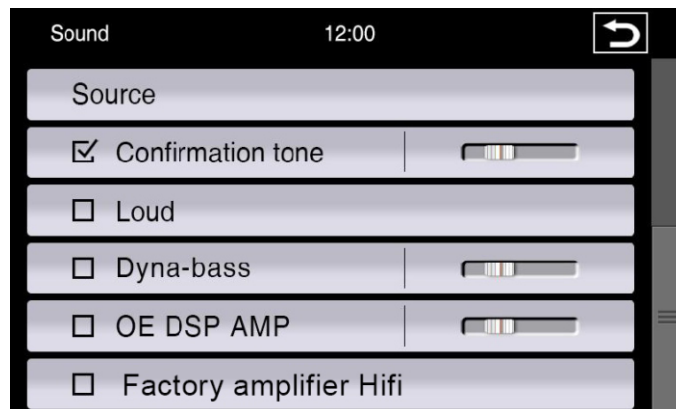 Sound 12:00
Source
Confirmation tone
Loud
Dyna-bass
OE DSP AMP
Factory amplifier Hifi